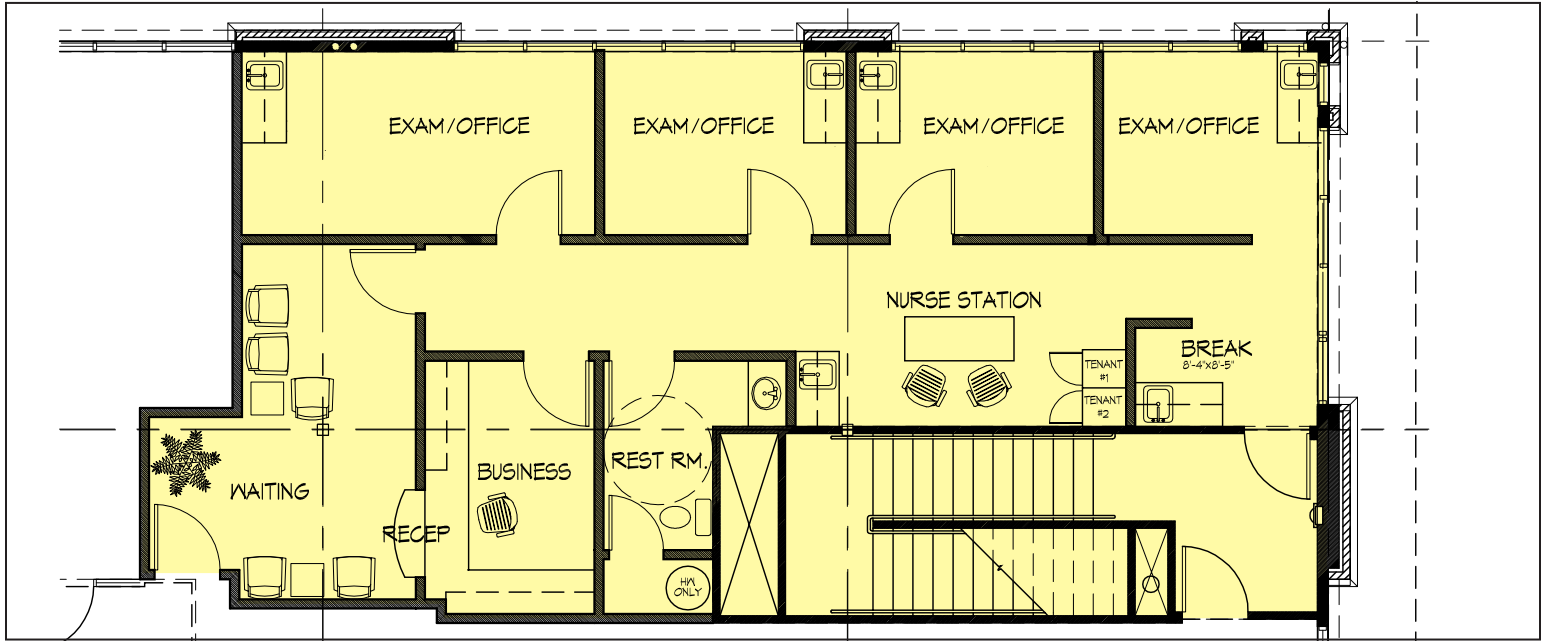 EXAM/OFFICE
EXAM/OFFICE
EXAM/OFFICE
EXAM/OFFICE
NURSE STATION
BREAK
8'-4"x8'-5"
TENANT
#1
TENANT
#2
BUSINESS
REST RM.
WAITING
RECEP
HW
ONLY